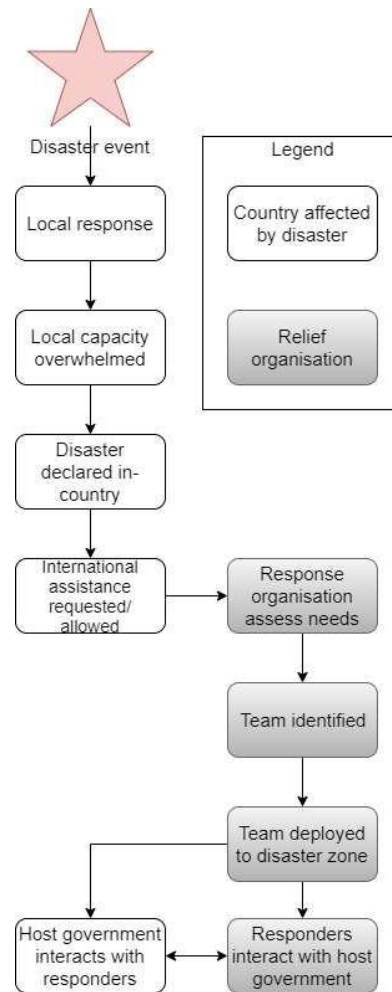 Disaster event
Legend
Local response
Country affected
by disaster
Local capacity
overwhelmed
Relief
organisation
Disaster
declared in-
country
International
assistance
requested/
allowed
Response
organisation
assess needs
Team identified
Team deployed
to disaster zone
Host government
interacts with
responders
Responders
interact with host
government